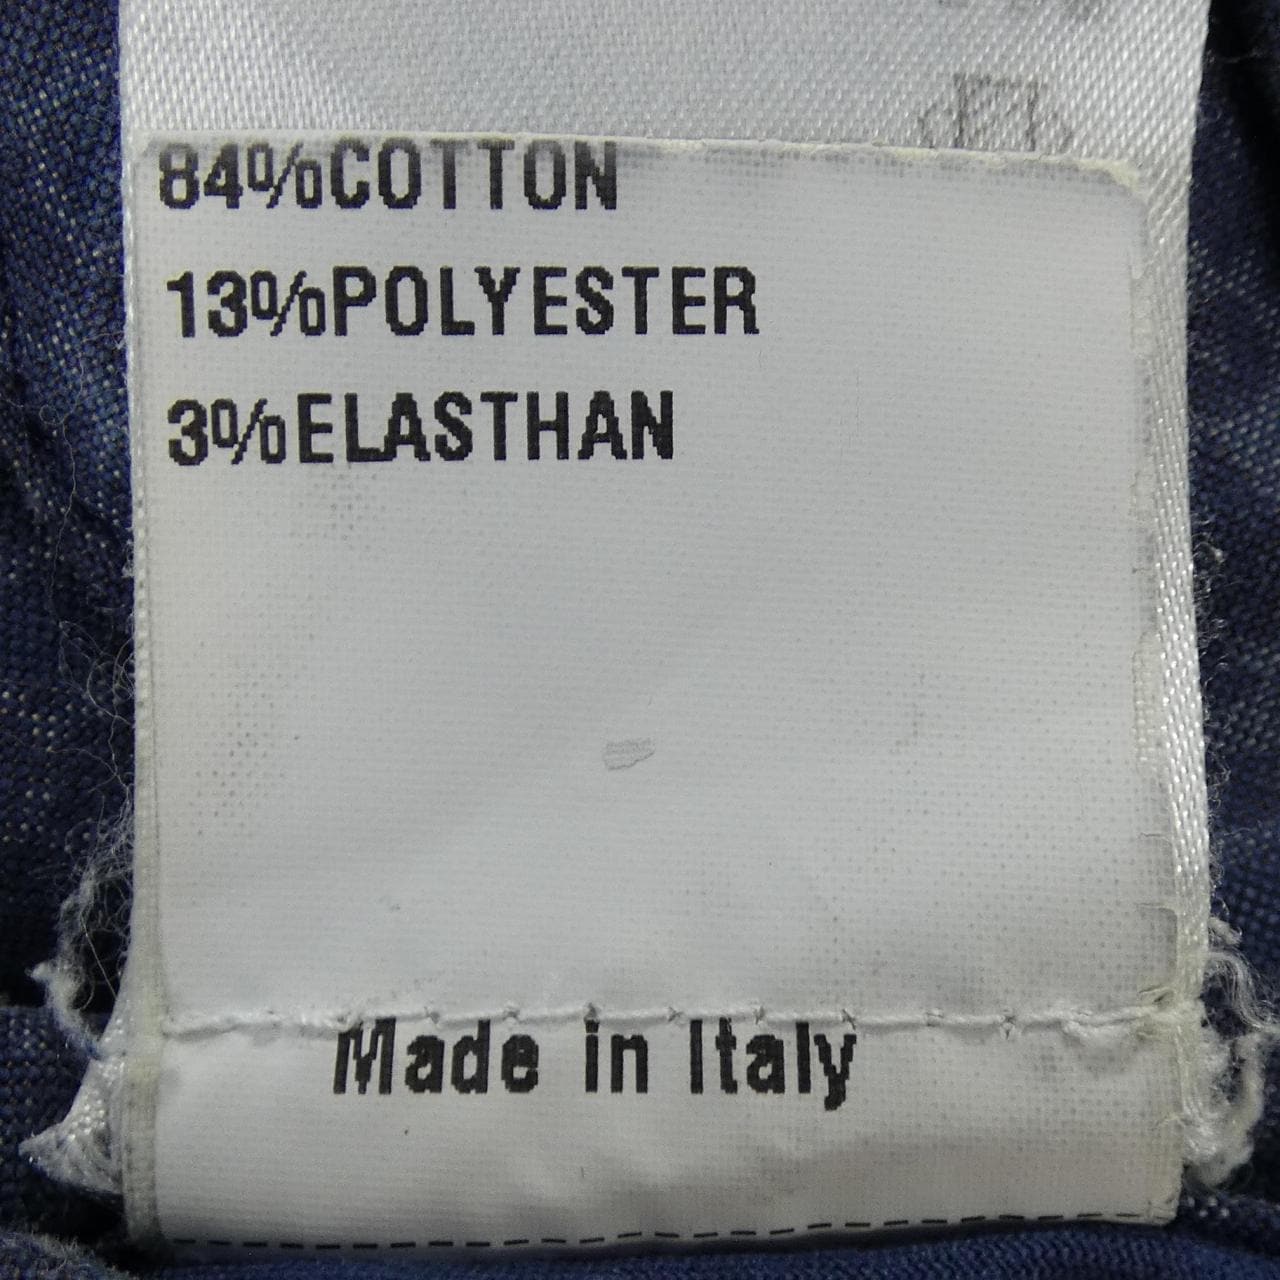 84%COTTON
13%POLYESTER
3%ELASTHAN
Made in Italy